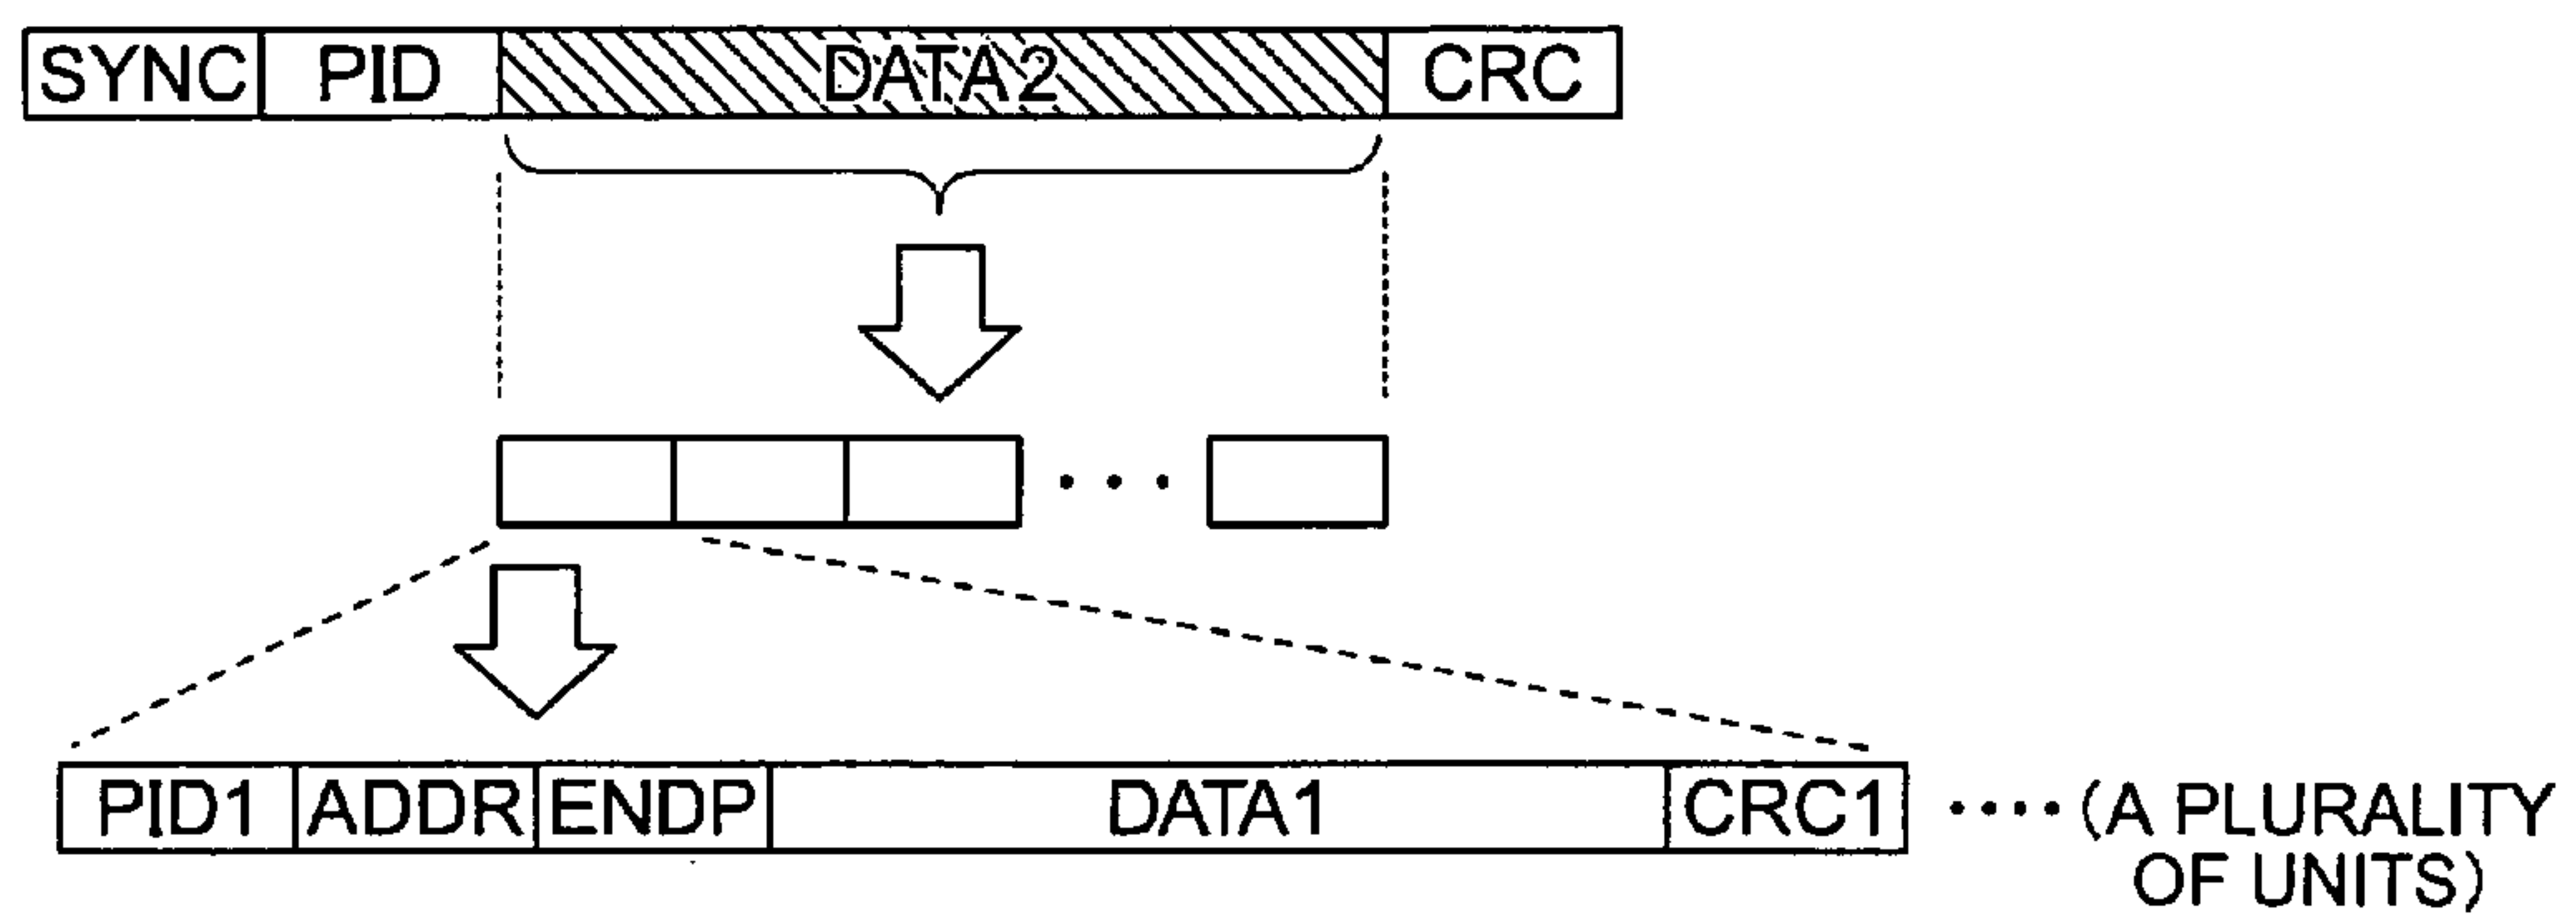 SYNC PID DATA2 CRC
PID1 ADDR ENDP DATA1 CRC1 ····(A PLURALITY
OF UNITS)